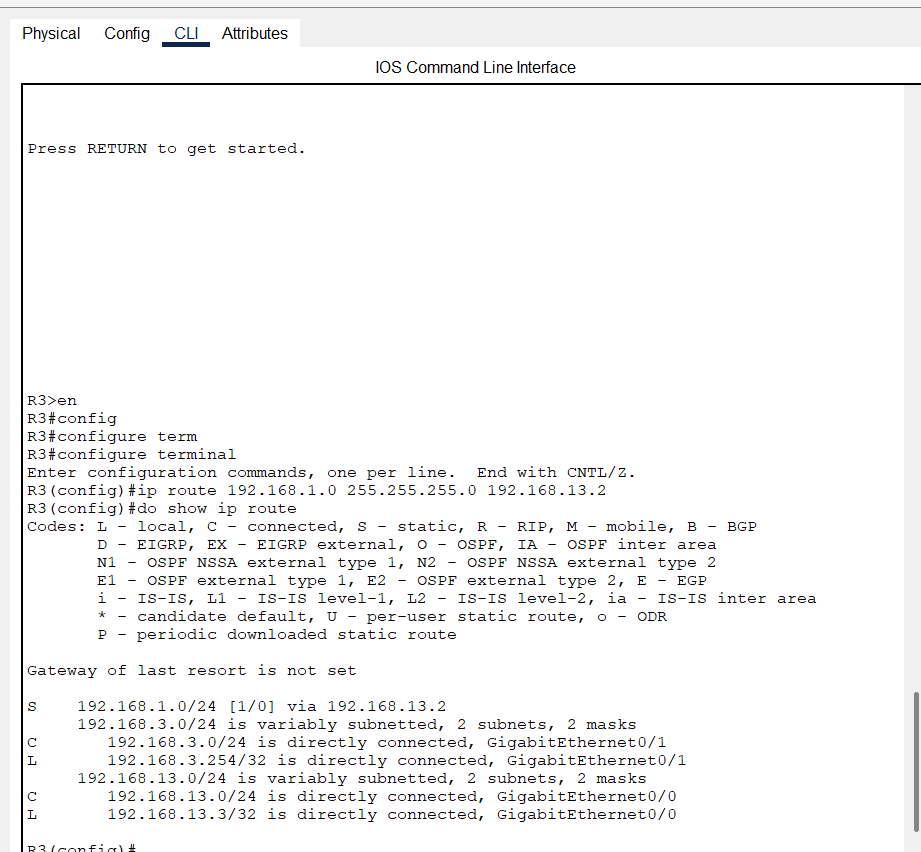 Physical Config CLI Attributes
IOS Command Line Interface
Press RETURN to get started.
R3>en
R3#config
R3#configure term
R3#configure terminal
Enter configuration commands, one per line.  End with CNTL/Z.
R3(config)#ip route 192.168.1.0 255.255.255.0 192.168.13.2
R3(config)#do show ip route
Codes: L - local, C - connected, S - static, R - RIP, M - mobile, B - BGP
       D - EIGRP, EX - EIGRP external, O - OSPF, IA - OSPF inter area
       N1 - OSPF NSSA external type 1, N2 - OSPF NSSA external type 2
       E1 - OSPF external type 1, E2 - OSPF external type 2, E - EGP
       i - IS-IS, L1 - IS-IS level-1, L2 - IS-IS level-2, ia - IS-IS inter area
       * - candidate default, U - per-user static route, o - ODR
       P - periodic downloaded static route
Gateway of last resort is not set
S    192.168.1.0/24 [1/0] via 192.168.13.2
     192.168.3.0/24 is variably subnetted, 2 subnets, 2 masks
C       192.168.3.0/24 is directly connected, GigabitEthernet0/1
L       192.168.3.254/32 is directly connected, GigabitEthernet0/1
     192.168.13.0/24 is variably subnetted, 2 subnets, 2 masks
C       192.168.13.0/24 is directly connected, GigabitEthernet0/0
L       192.168.13.3/32 is directly connected, GigabitEthernet0/0
R3(config)#